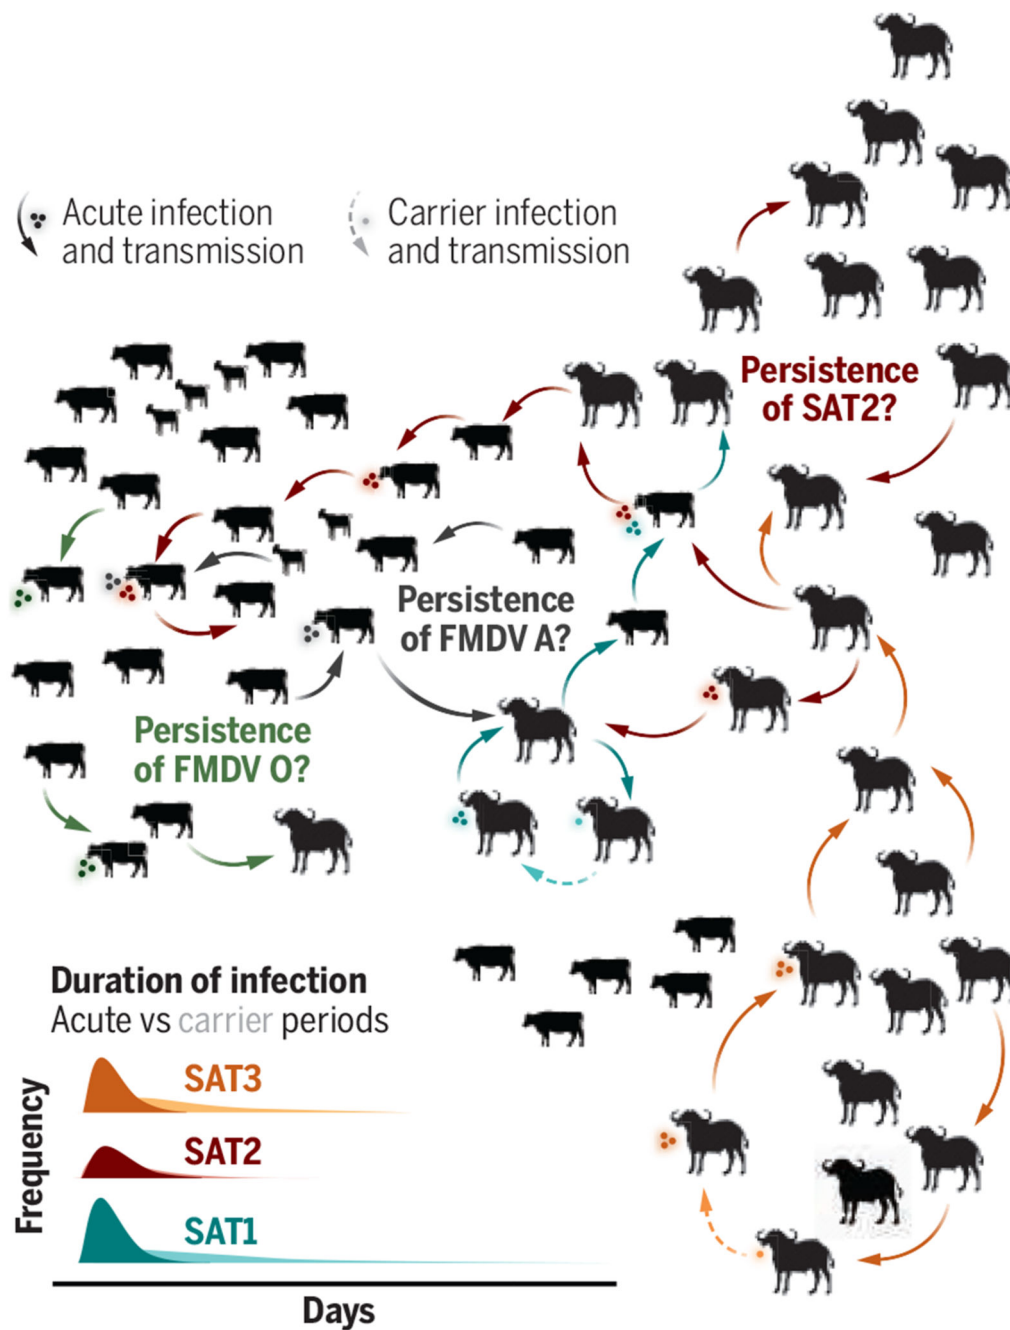 Acute infection
and transmission
Carrier infection
and transmission
Persistence
of SAT2?
Persistence
of FMDV A?
Persistence
of FMDV O?
Duration of infection
Acute vs carrier periods
SAT3
SAT2
SAT1
Frequency
Days